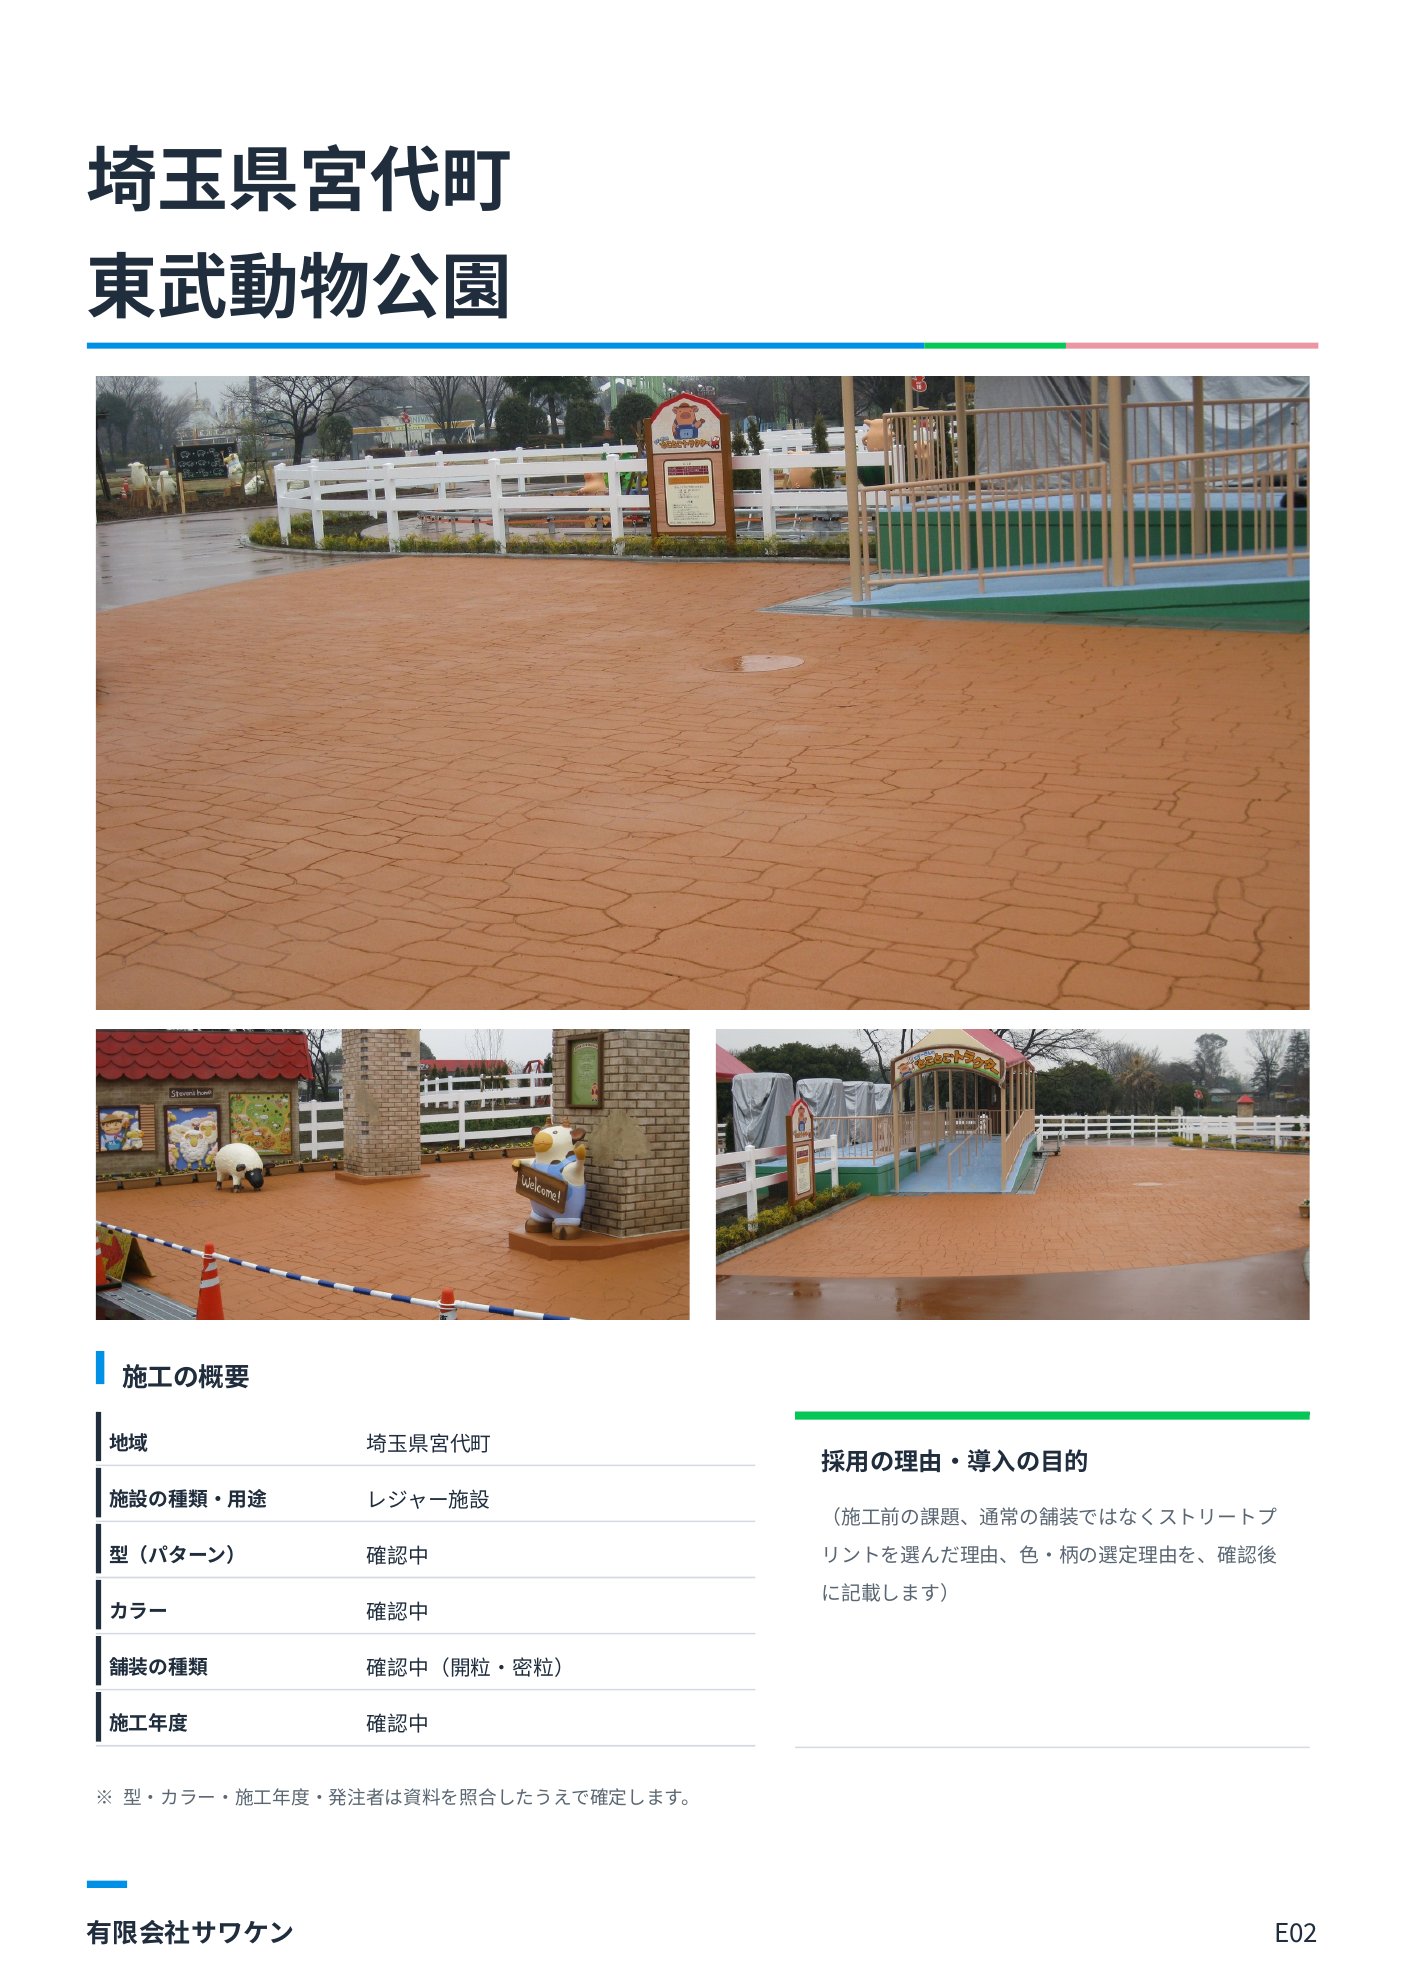 埼玉県宮代町
東武動物公園
Stevens home
Welcome!
施工の概要
地域 埼玉県宮代町
施設の種類・用途 レジャー施設
型（パターン） 確認中
カラー 確認中
舗装の種類 確認中（開粒・密粒）
施工年度 確認中
採用の理由・導入の目的
（施工前の課題、通常の舗装ではなくストリートプ
リントを選んだ理由、色・柄の選定理由を、確認後
に記載します）
※ 型・カラー・施工年度・発注者は資料を照合したうえで確定します。
有限会社サワケン
E02